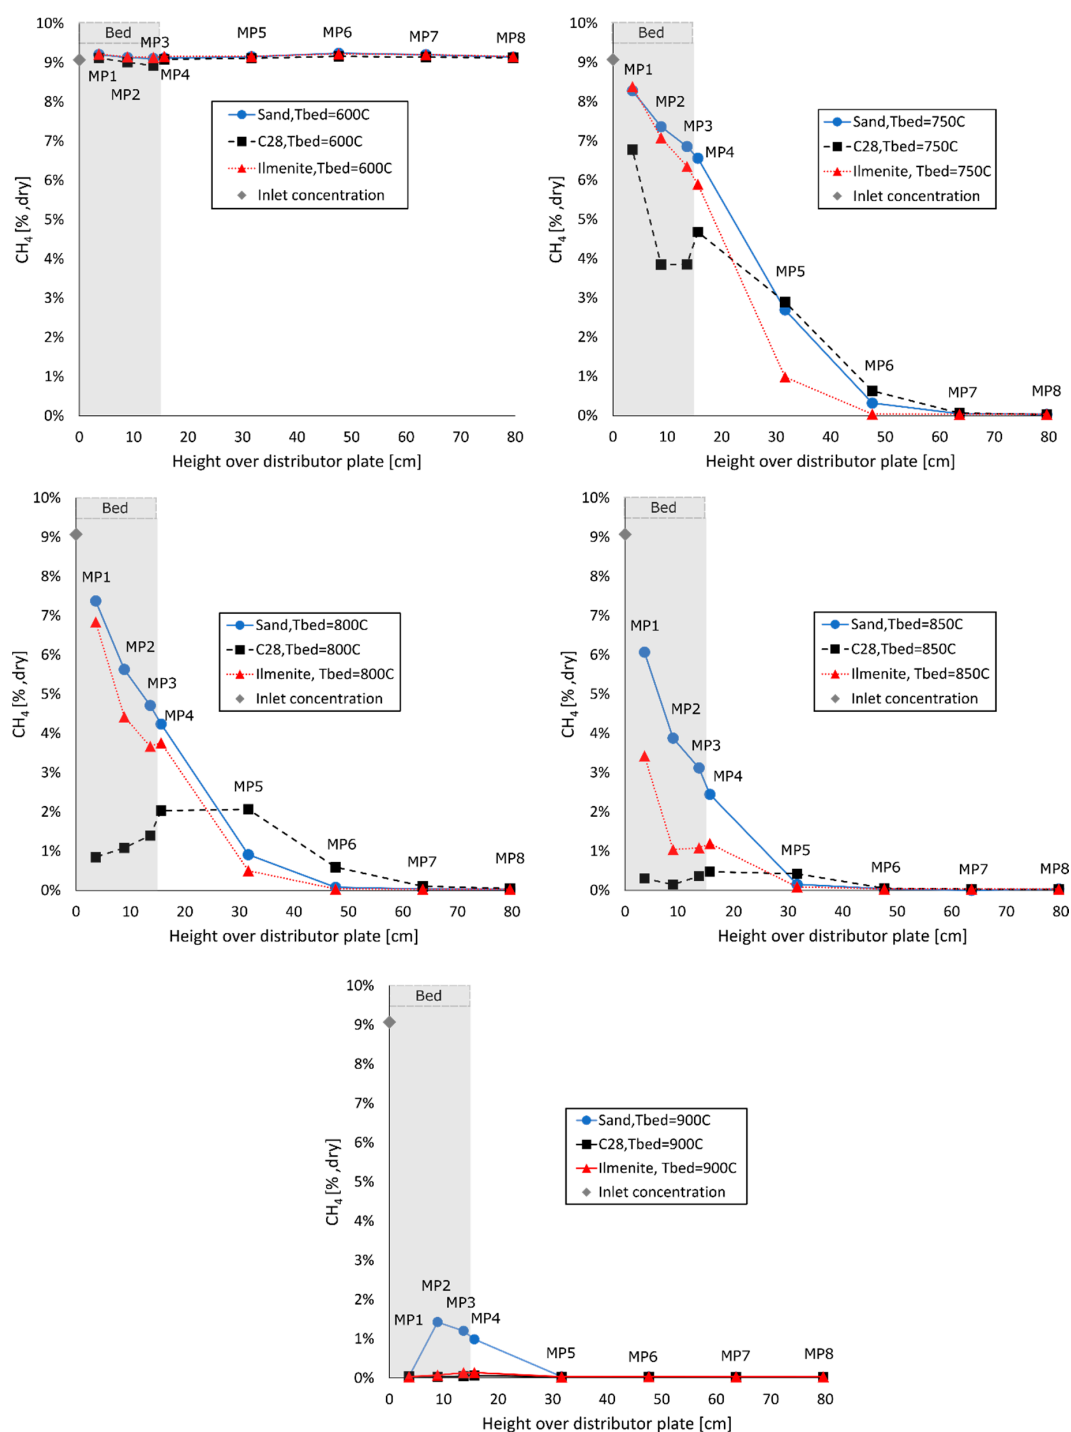 10%
9%
8%
7%
6%
5%
4%
3%
2%
1%
0%
CH4 [% ,dry]
Bed
MP1
MP2
MP3
MP4
MP5
MP6
MP7
MP8
Sand,Tbed=600C
C28,Tbed=600C
Ilmenite,Tbed=600C
Inlet concentration
0 10 20 30 40 50 60 70 80
Height over distributor plate [cm]
10%
9%
8%
7%
6%
5%
4%
3%
2%
1%
0%
CH4 [% ,dry]
Bed
MP1
MP2
MP3
MP4
MP5
MP6
MP7
MP8
Sand,Tbed=750C
C28,Tbed=750C
Ilmenite, Tbed=750C
Inlet concentration
0 10 20 30 40 50 60 70 80
Height over distributor plate [cm]
10%
9%
8%
7%
6%
5%
4%
3%
2%
1%
0%
CH4 [% ,dry]
Bed
MP1
MP2
MP3
MP4
MP5
MP6
MP7
MP8
Sand,Tbed=800C
C28,Tbed=800C
Ilmenite, Tbed=800C
Inlet concentration
0 10 20 30 40 50 60 70 80
Height over distributor plate [cm]
10%
9%
8%
7%
6%
5%
4%
3%
2%
1%
0%
CH4 [% ,dry]
Bed
MP1
MP2
MP3
MP4
MP5
MP6
MP7
MP8
Sand,Tbed=850C
C28,Tbed=850C
Ilmenite, Tbed=850C
Inlet concentration
0 10 20 30 40 50 60 70 80
Height over distributor plate [cm]
10%
9%
8%
7%
6%
5%
4%
3%
2%
1%
0%
CH4 [% ,dry]
Bed
MP1
MP2
MP3
MP4
MP5
MP6
MP7
MP8
Sand,Tbed=900C
C28,Tbed=900C
Ilmenite, Tbed=900C
Inlet concentration
0 10 20 30 40 50 60 70 80
Height over distributor plate [cm]